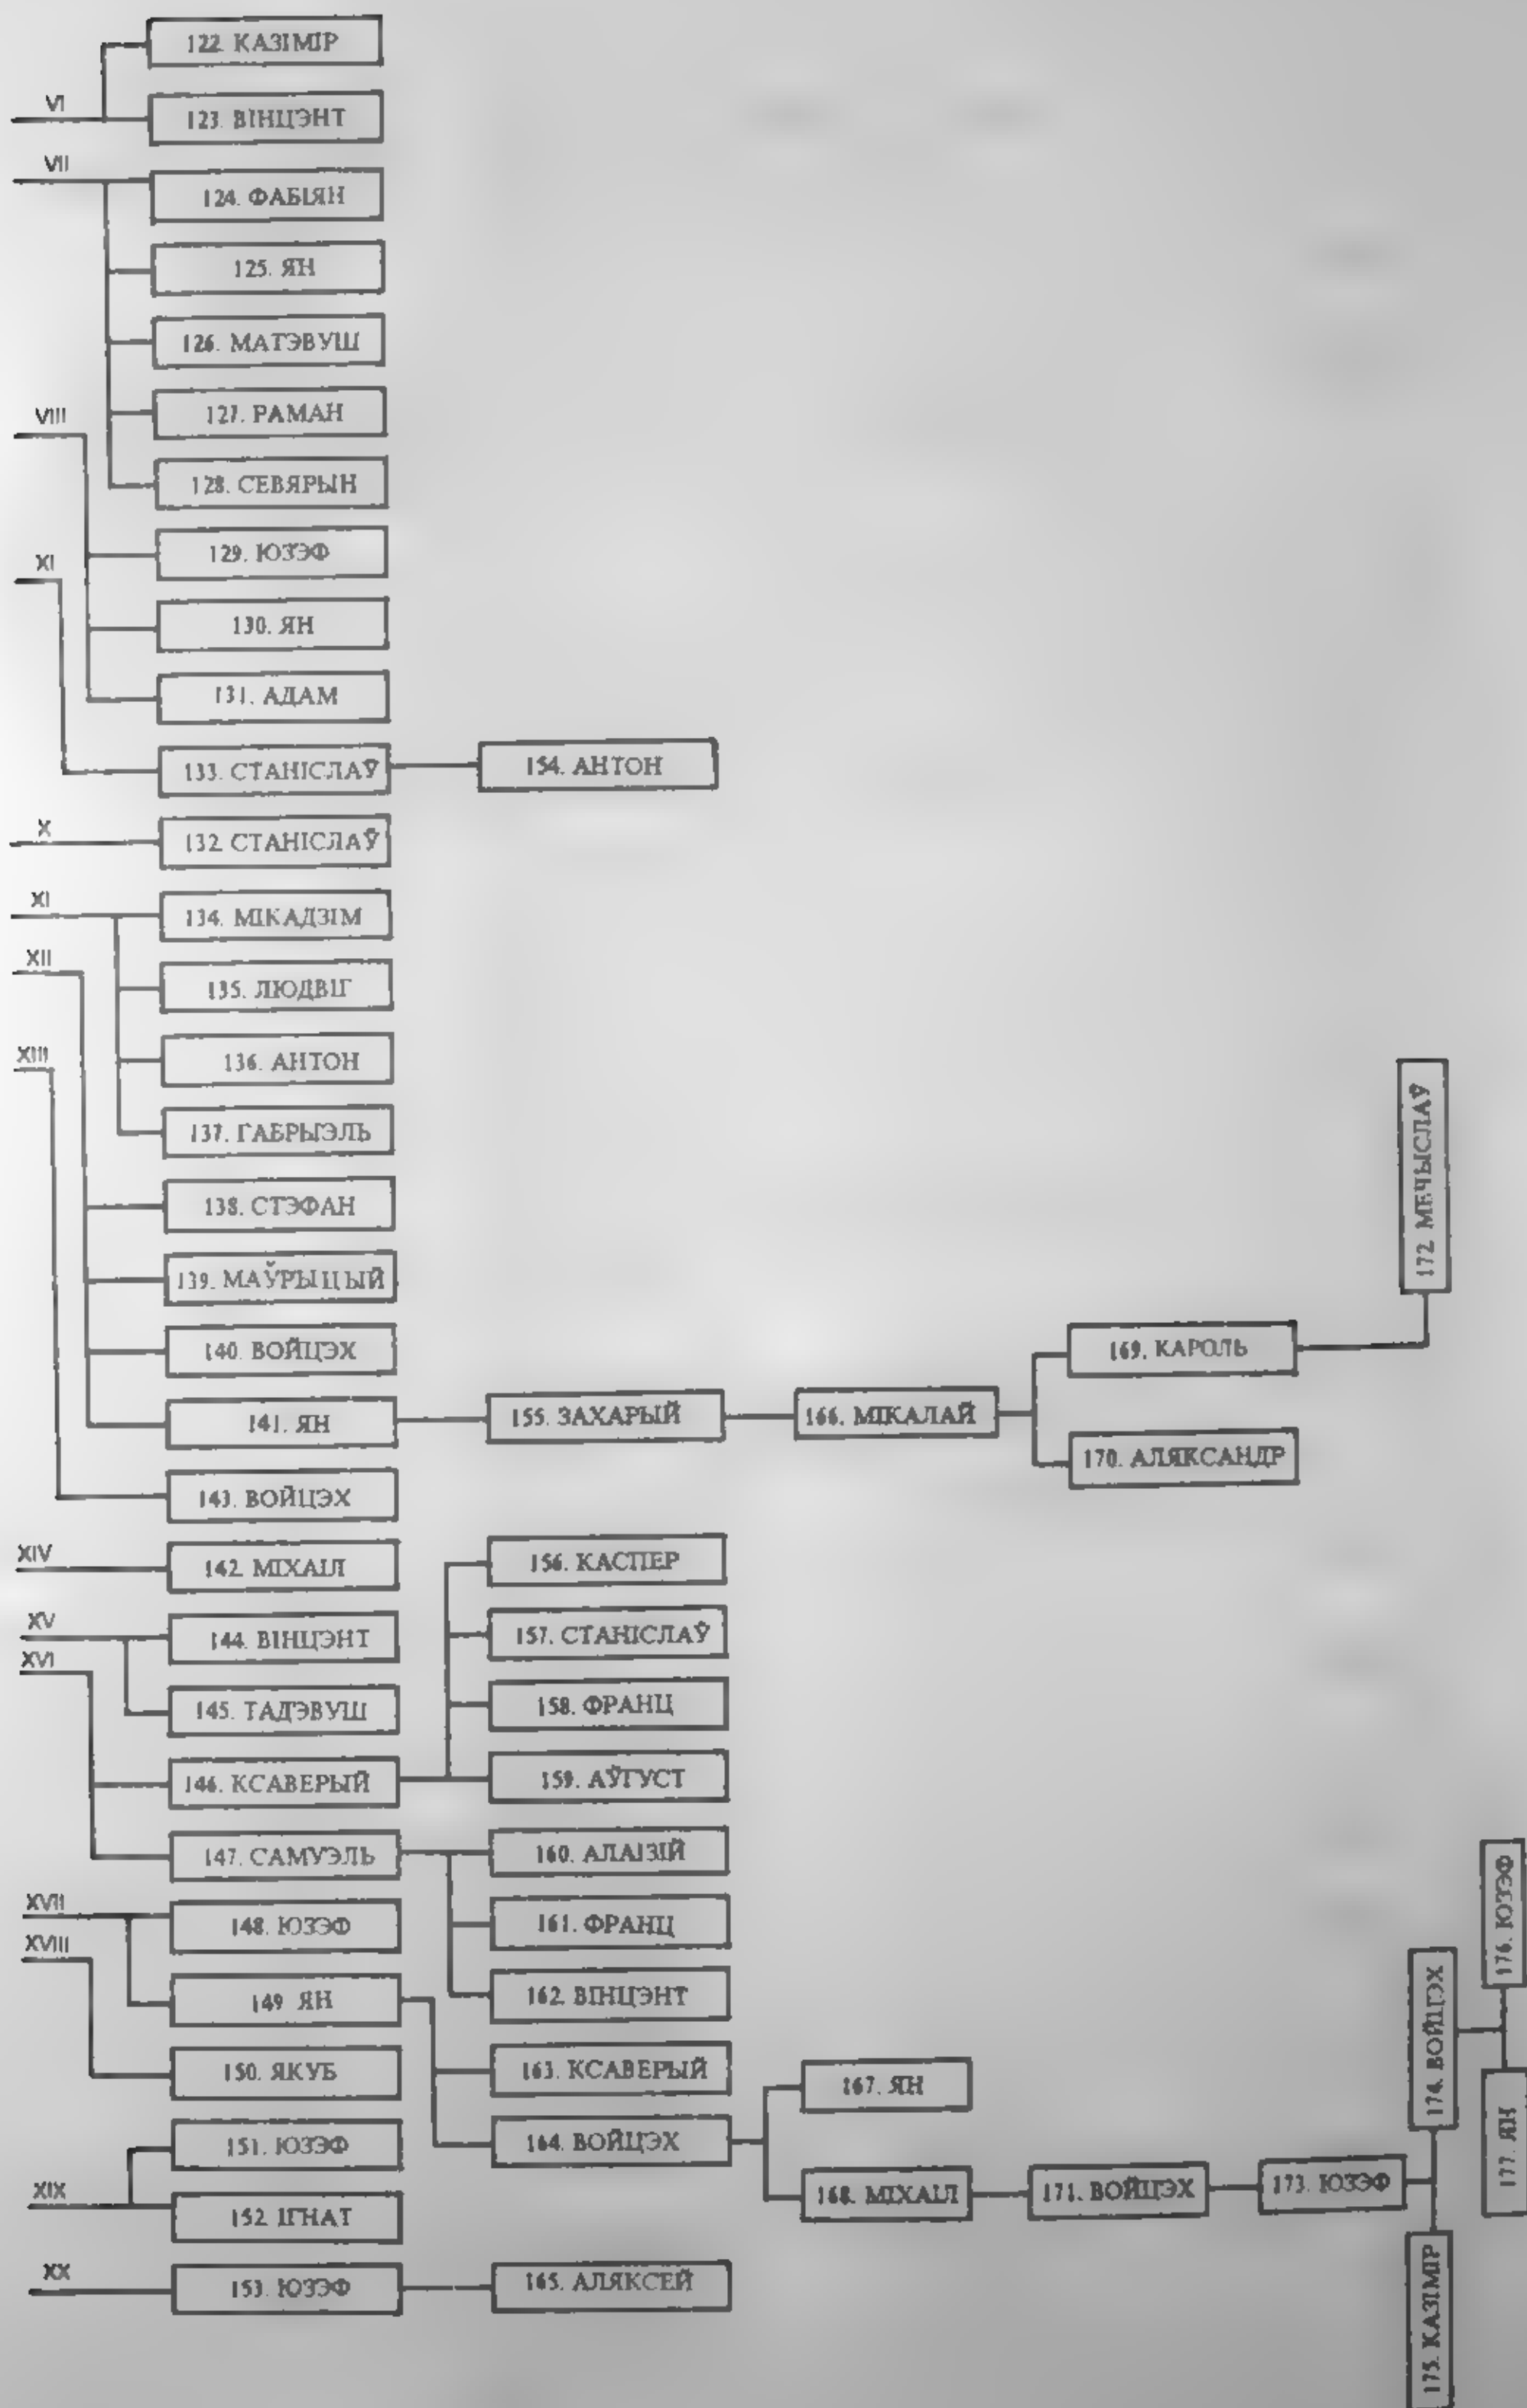 122. КАЗІМІР
VI
123. ВІНЦЭНТ
VII
124. ФАБІЯН
125. ЯН
126. МАТЭВУШ
127. РАМАН
VIII
128. СЕВЯРЫН
129. ЮЗЭФ
XI
130. ЯН
131. АДАМ
133. СТАНІСЛАЎ
154. АНТОН
X
132. СТАНІСЛАЎ
XI
134. МІКАДЗІМ
XII
135. ЛЮДВІГ
XIII
136. АНТОН
137. ГАБРЫЭЛЬ
172. МЕЧЫСЛАЎ
138. СТЭФАН
139. МАЎРЫЦЫЙ
140. ВОЙЦЭХ
169. КАРОЛЬ
141. ЯН
155. ЗАХАРЫЙ
166. МІКАЛАЙ
170. АЛЯКСАНДР
143. ВОЙЦЭХ
XIV
142. МІХАІЛ
156. КАСПЕР
XV
144. ВІНЦЭНТ
157. СТАНІСЛАЎ
XVI
145. ТАДЭВУШ
158. ФРАНЦ
146. КСАВЕРЫЙ
159. АЎГУСТ
147. САМУЭЛЬ
160. АЛАІЗІЙ
XVII
148. ЮЗЭФ
161. ФРАНЦ
176. ЮЗЭФ
XVIII
149 ЯН
162. ВІНЦЭНТ
174. ВОЙЦЭХ
150. ЯКУБ
163. КСАВЕРЫЙ
167. ЯН
177. ЯН
151. ЮЗЭФ
164. ВОЙЦЭХ
XIX
152. ІГНАТ
168. МІХАІЛ
171. ВОЙЦЭХ
173. ЮЗЭФ
XX
153. ЮЗЭФ
165. АЛЯКСЕЙ
175. КАЗІМІР